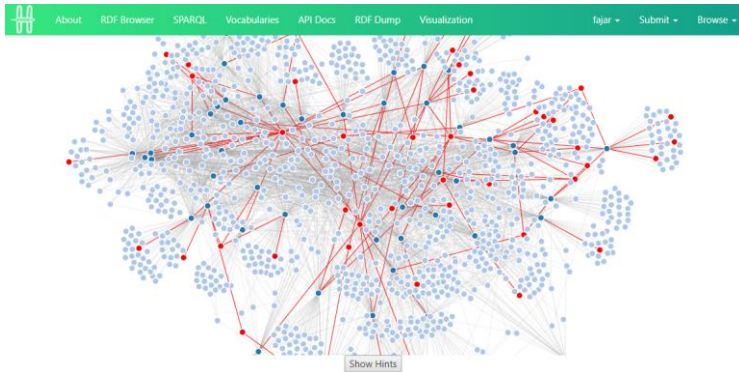 About RDF Browser SPARQL Vocabularies API Docs RDF Dump Visualization fajar Submit Browse
Show Hints